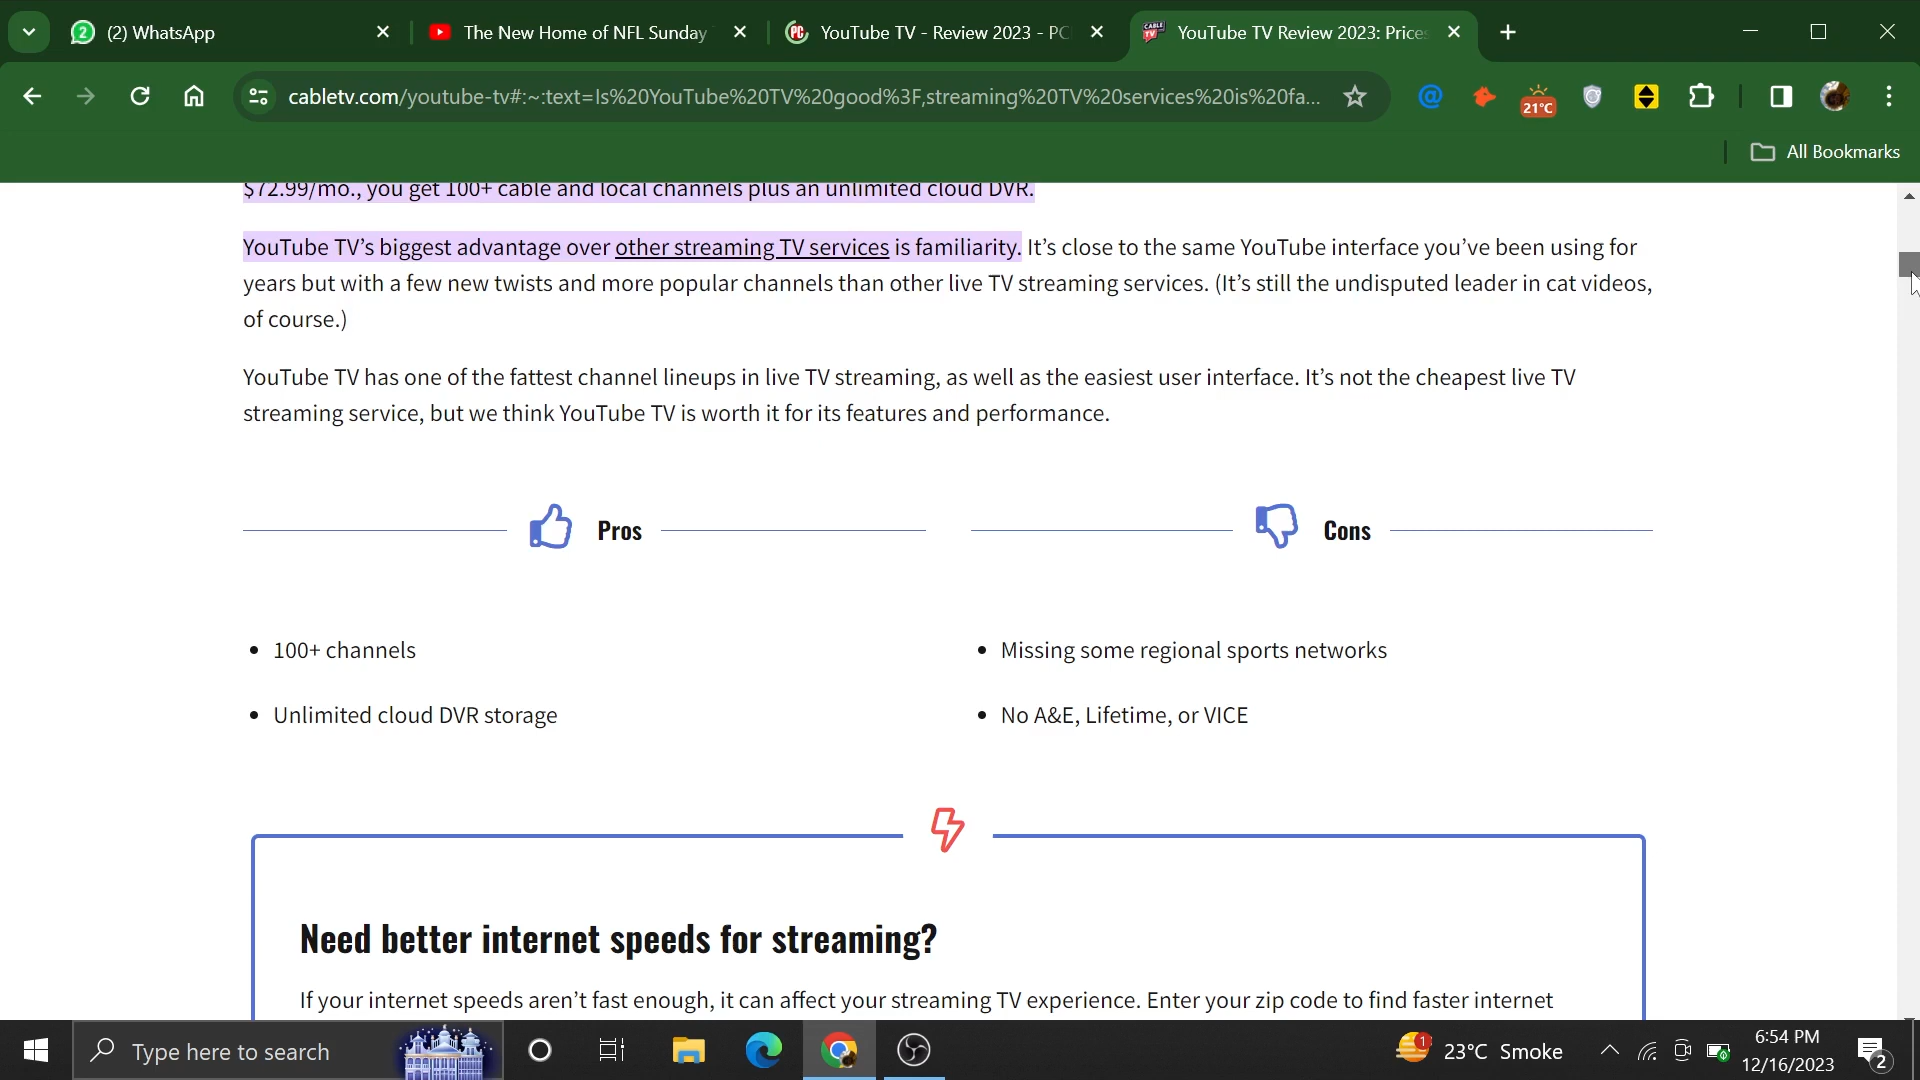 (2) WhatsApp
The New Home of NFL Sunday
YouTube TV - Review 2023 - PC
YouTube TV Review 2023: Prices
cabletv.com/youtube-tv#:~:text=Is%20YouTube%20TV%20good%3F,streaming%20TV%20services%20is%20fa...
21°C
All Bookmarks
$72.99/mo., you get 100+ cable and local channels plus an unlimited cloud DVR.
YouTube TV’s biggest advantage over other streaming TV services is familiarity. It’s close to the same YouTube interface you’ve been using for
years but with a few new twists and more popular channels than other live TV streaming services. (It’s still the undisputed leader in cat videos,
of course.)
YouTube TV has one of the fattest channel lineups in live TV streaming, as well as the easiest user interface. It’s not the cheapest live TV
streaming service, but we think YouTube TV is worth it for its features and performance.
Pros
Cons
• 100+ channels
• Missing some regional sports networks
• Unlimited cloud DVR storage
• No A&E, Lifetime, or VICE
Need better internet speeds for streaming?
If your internet speeds aren’t fast enough, it can affect your streaming TV experience. Enter your zip code to find faster internet
Type here to search
1
23°C Smoke
6:54 PM
12/16/2023
2